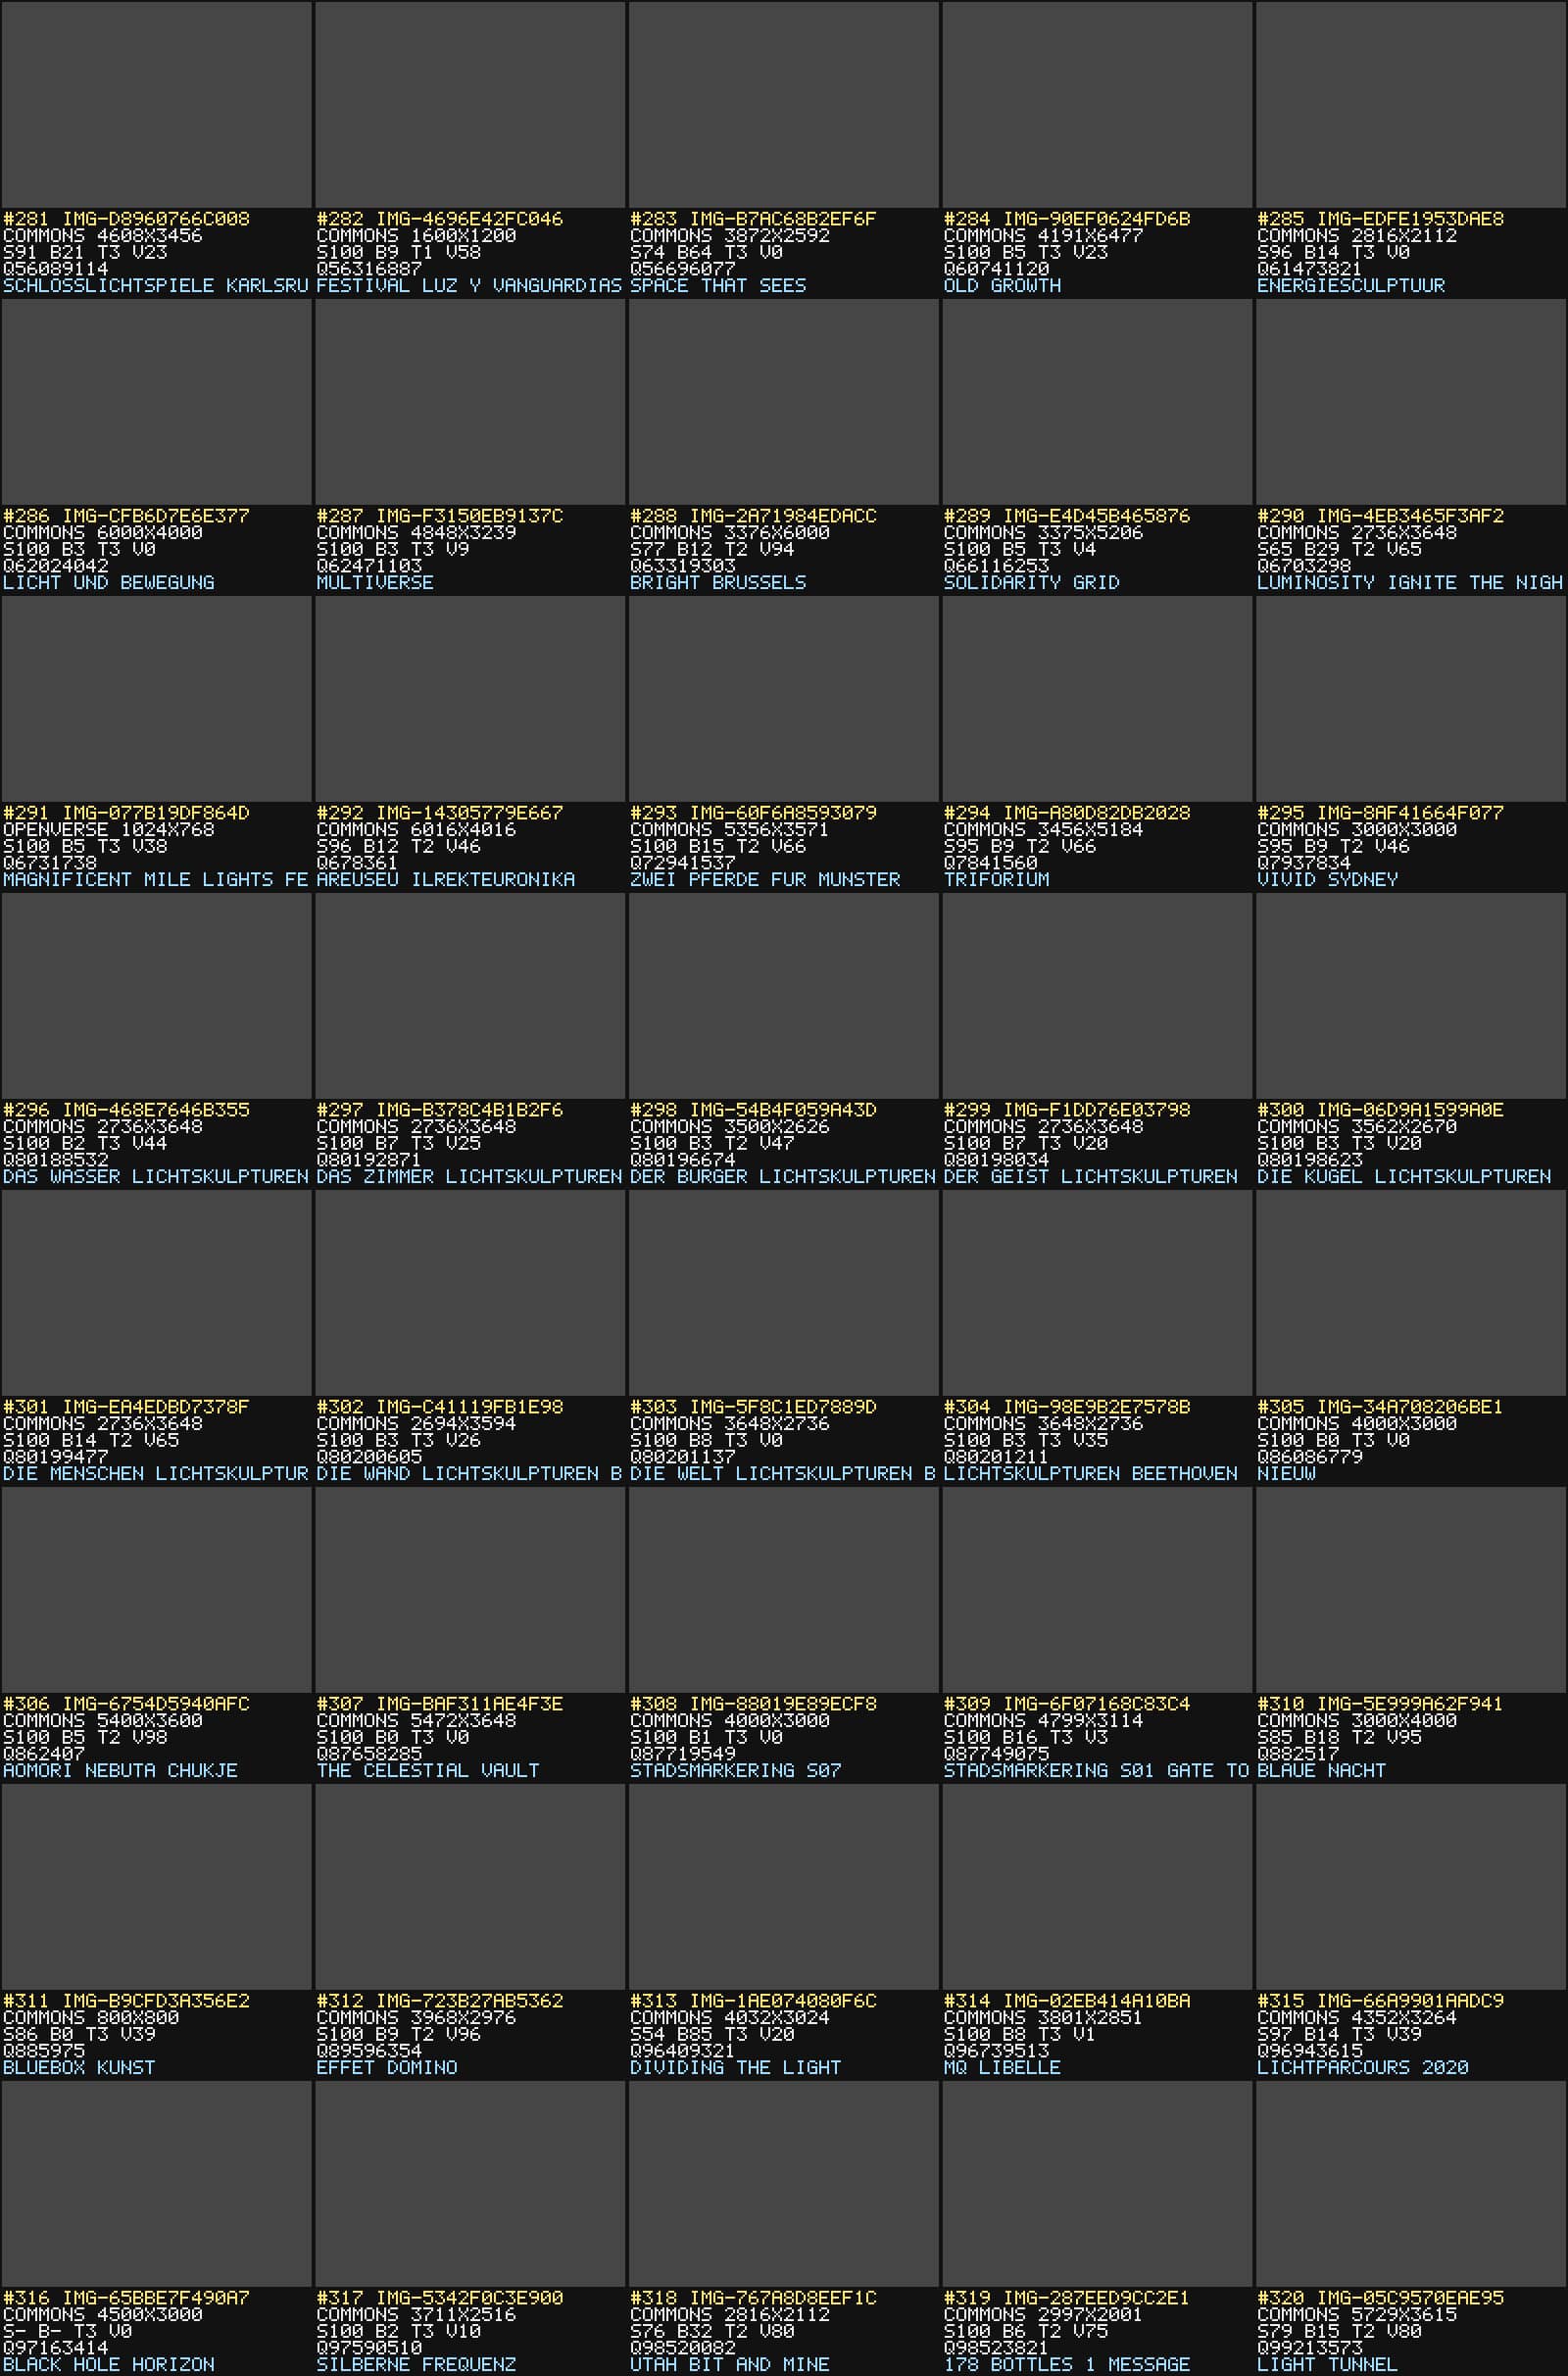 #281 IMG-D8960766C008
COMMONS 4608X3456
S91 B21 T3 V23
Q56089114
SCHLOSSLICHTSPIELE KARLSRU
#282 IMG-4696E42FC046
COMMONS 1600X1200
S100 B9 T1 V58
Q56316887
FESTIVAL LUZ Y VANGUARDIAS
#283 IMG-B7AC68B2EF6F
COMMONS 3872X2592
S74 B64 T3 V0
Q56696077
SPACE THAT SEES
#284 IMG-90EF0624FD6B
COMMONS 4191X6477
S100 B5 T3 V23
Q60741120
OLD GROWTH
#285 IMG-EDFE1953DAE8
COMMONS 2816X2112
S96 B14 T3 V0
Q61473821
ENERGIESCULPTUUR
#286 IMG-CFB6D7E6E377
COMMONS 6000X4000
S100 B3 T3 V0
Q62024042
LICHT UND BEWEGUNG
#287 IMG-F3150EB9137C
COMMONS 4848X3239
S100 B3 T3 V9
Q62471103
MULTIVERSE
#288 IMG-2A71984EDACC
COMMONS 3376X6000
S77 B12 T2 V94
Q63319303
BRIGHT BRUSSELS
#289 IMG-E4D45B465876
COMMONS 3375X5206
S100 B5 T3 V4
Q66116253
SOLIDARITY GRID
#290 IMG-4EB3465F3AF2
COMMONS 2736X3648
S65 B29 T2 V65
Q6703298
LUMINOSITY IGNITE THE NIGH
#291 IMG-077B19DF864D
OPENVERSE 1024X768
S100 B5 T3 V38
Q6731738
MAGNIFICENT MILE LIGHTS FE
#292 IMG-14305779E667
COMMONS 6016X4016
S96 B12 T2 V46
Q678361
AREUSEU ILREKTEURONIKA
#293 IMG-60F6A8593079
COMMONS 5356X3571
S100 B15 T2 V66
Q72941537
ZWEI PFERDE FUR MUNSTER
#294 IMG-A80D82DB2028
COMMONS 3456X5184
S95 B9 T2 V66
Q7841560
TRIFORIUM
#295 IMG-8AF41664F077
COMMONS 3000X3000
S95 B9 T2 V46
Q7937834
VIVID SYDNEY
#296 IMG-468E7646B355
COMMONS 2736X3648
S100 B2 T3 V44
Q80188532
DAS WASSER LICHTSKULPTUREN
#297 IMG-B378C4B1B2F6
COMMONS 2736X3648
S100 B7 T3 V25
Q80192871
DAS ZIMMER LICHTSKULPTUREN
#298 IMG-54B4F059A43D
COMMONS 3500X2626
S100 B3 T2 V47
Q80196674
DER BURGER LICHTSKULPTUREN
#299 IMG-F1DD76E03798
COMMONS 2736X3648
S100 B7 T3 V20
Q80198034
DER GEIST LICHTSKULPTUREN
#300 IMG-06D9A1599A0E
COMMONS 3562X2670
S100 B3 T3 V20
Q80198623
DIE KUGEL LICHTSKULPTUREN
#301 IMG-EA4EDBD7378F
COMMONS 2736X3648
S100 B14 T2 V65
Q80199477
DIE MENSCHEN LICHTSKULPTUR
#302 IMG-C41119FB1E98
COMMONS 2694X3594
S100 B3 T3 V26
Q80200605
DIE WAND LICHTSKULPTUREN B
#303 IMG-5F8C1ED7889D
COMMONS 3648X2736
S100 B8 T3 V0
Q80201137
DIE WELT LICHTSKULPTUREN B
#304 IMG-98E9B2E7578B
COMMONS 3648X2736
S100 B3 T3 V35
Q80201211
LICHTSKULPTUREN BEETHOVEN
#305 IMG-34A708206BE1
COMMONS 4000X3000
S100 B0 T3 V0
Q86086779
NIEUW
#306 IMG-6754D5940AFC
COMMONS 5400X3600
S100 B5 T2 V98
Q862407
AOMORI NEBUTA CHUKJE
#307 IMG-BAF311AE4F3E
COMMONS 5472X3648
S100 B0 T3 V0
Q87658285
THE CELESTIAL VAULT
#308 IMG-88019E89ECF8
COMMONS 4000X3000
S100 B1 T3 V0
Q87719549
STADSMARKERING S07
#309 IMG-6F07168C83C4
COMMONS 4799X3114
S100 B16 T3 V3
Q87749075
STADSMARKERING S01 GATE TO
#310 IMG-5E999A62F941
COMMONS 3000X4000
S85 B18 T2 V95
Q882517
BLAUE NACHT
#311 IMG-B9CFD3A356E2
COMMONS 800X800
S86 B0 T3 V39
Q885975
BLUEBOX KUNST
#312 IMG-723B27AB5362
COMMONS 3968X2976
S100 B9 T2 V96
Q89596354
EFFET DOMINO
#313 IMG-1AE074080F6C
COMMONS 4032X3024
S54 B85 T3 V20
Q96409321
DIVIDING THE LIGHT
#314 IMG-02EB414A10BA
COMMONS 3801X2851
S100 B8 T3 V1
Q96739513
MQ LIBELLE
#315 IMG-66A9901AADC9
COMMONS 4352X3264
S97 B14 T3 V39
Q96943615
LICHTPARCOURS 2020
#316 IMG-65BBE7F490A7
COMMONS 4500X3000
S- B- T3 V0
Q97163414
BLACK HOLE HORIZON
#317 IMG-5342F0C3E900
COMMONS 3711X2516
S100 B2 T3 V10
Q97590510
SILBERNE FREQUENZ
#318 IMG-767A8D8EEF1C
COMMONS 2816X2112
S76 B32 T2 V80
Q98520082
UTAH BIT AND MINE
#319 IMG-287EED9CC2E1
COMMONS 2997X2001
S100 B6 T2 V75
Q98523821
178 BOTTLES 1 MESSAGE
#320 IMG-05C9570EAE95
COMMONS 5729X3615
S79 B15 T2 V80
Q99213573
LIGHT TUNNEL